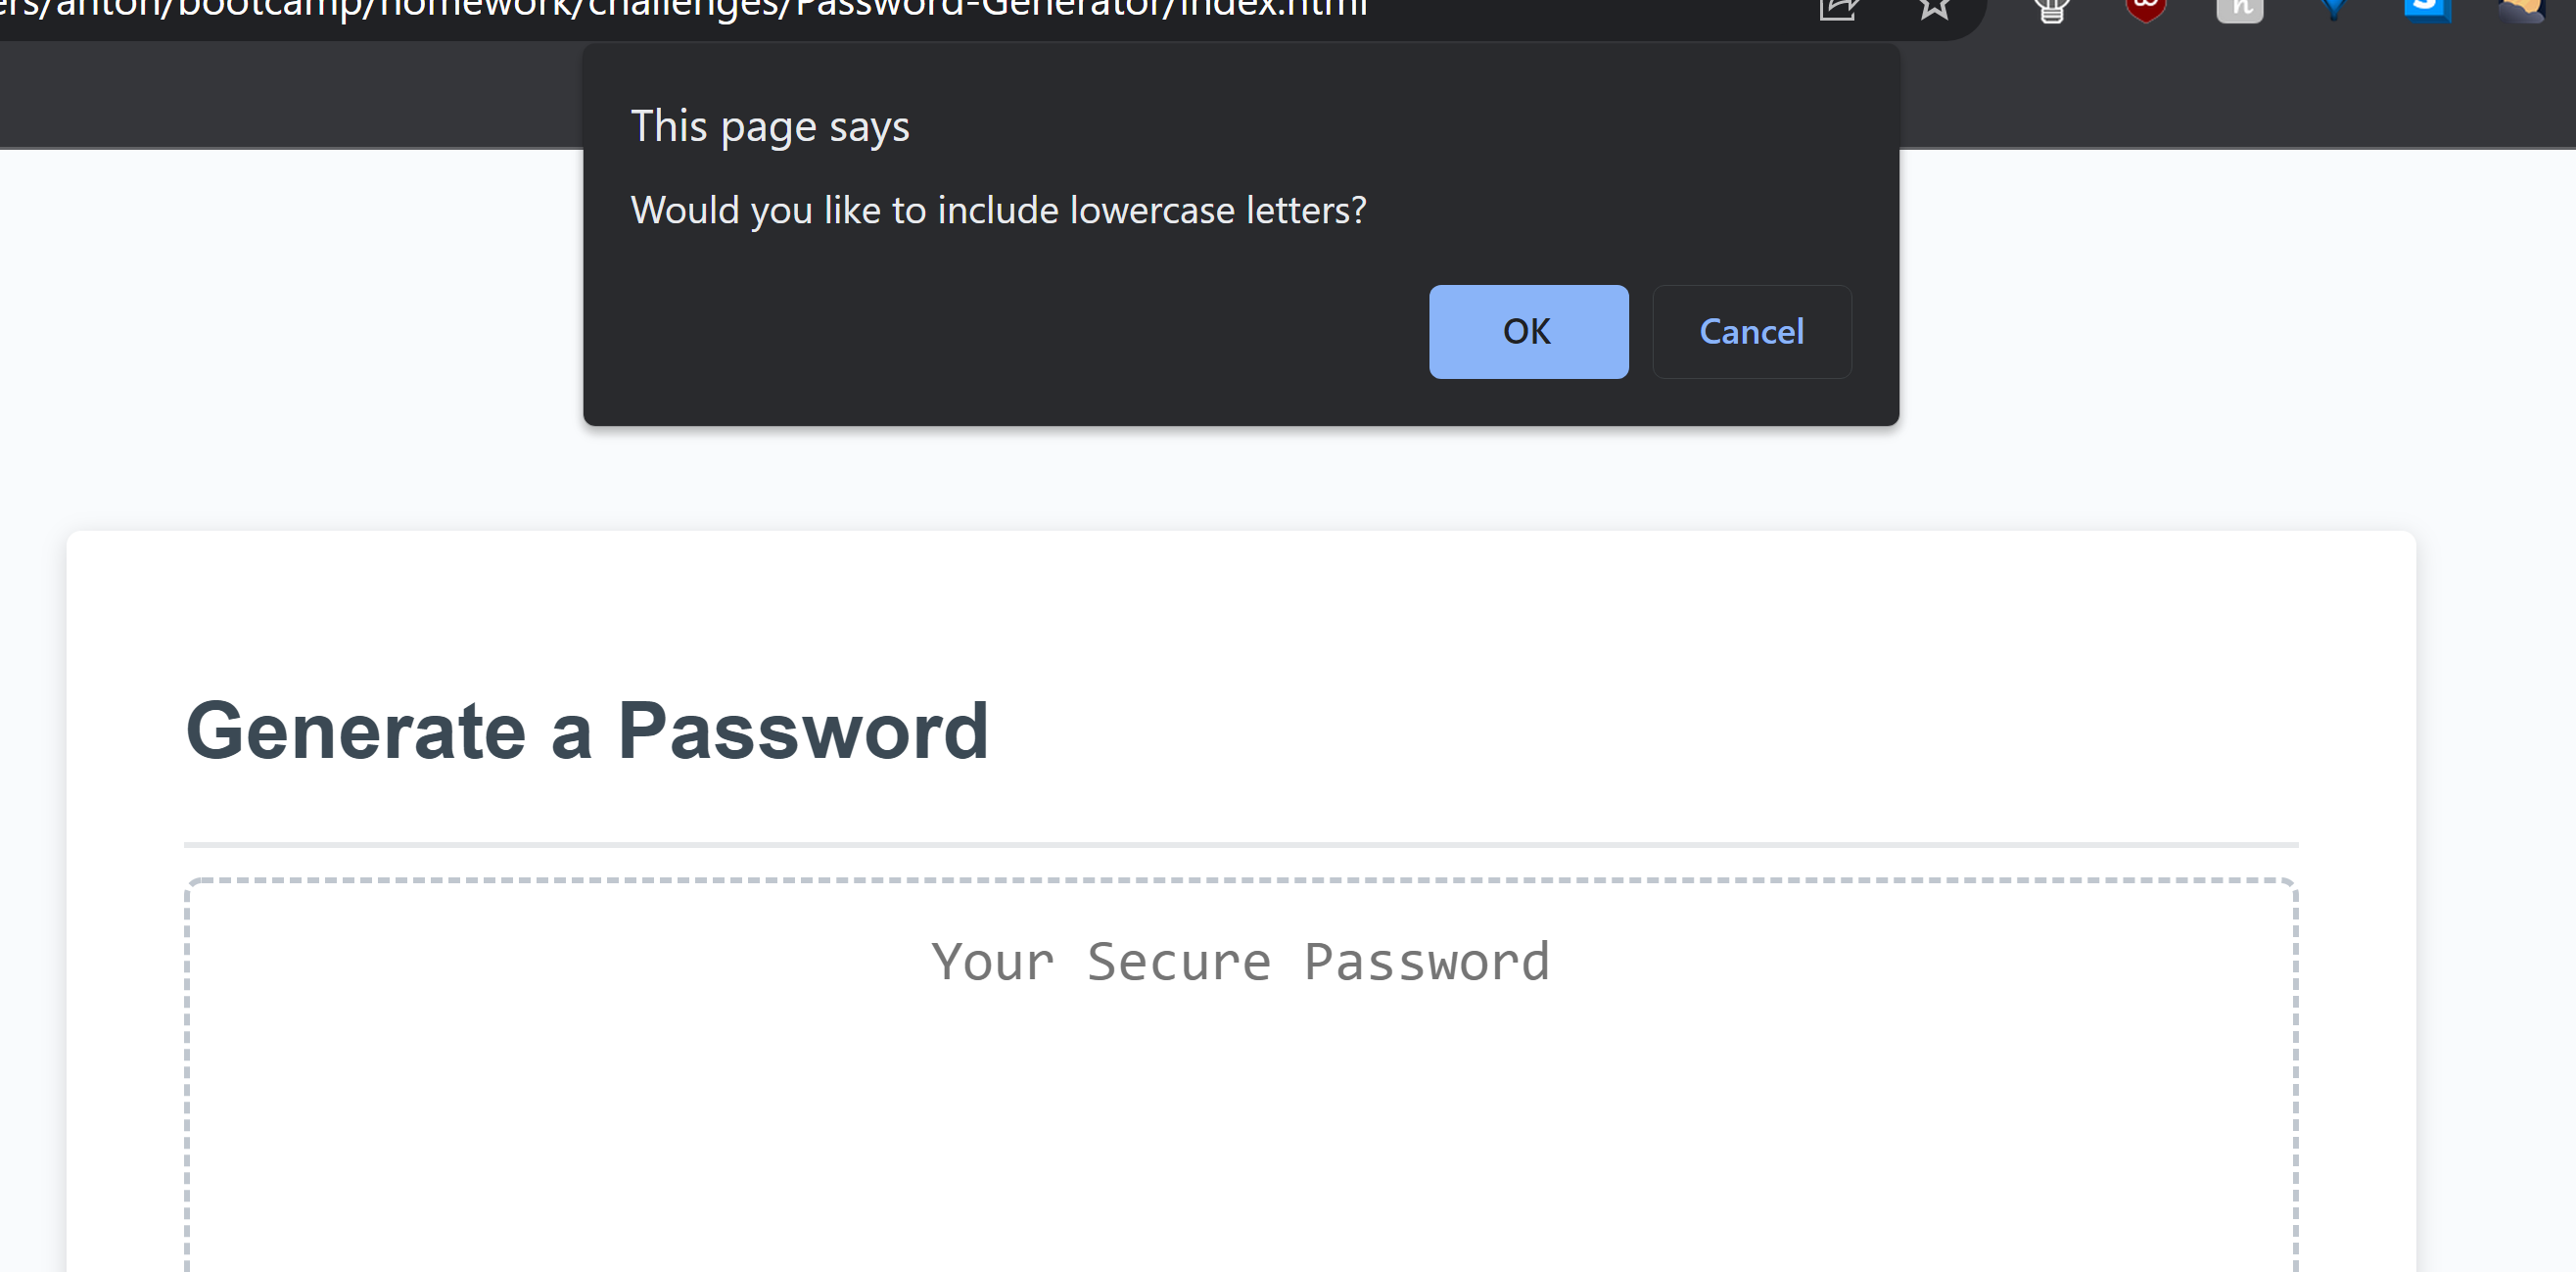 ers/anton/bootcamp/homework/challenges/Password-Generator/index.html
This page says
Would you like to include lowercase letters?
OK
Cancel
Generate a Password
Your Secure Password